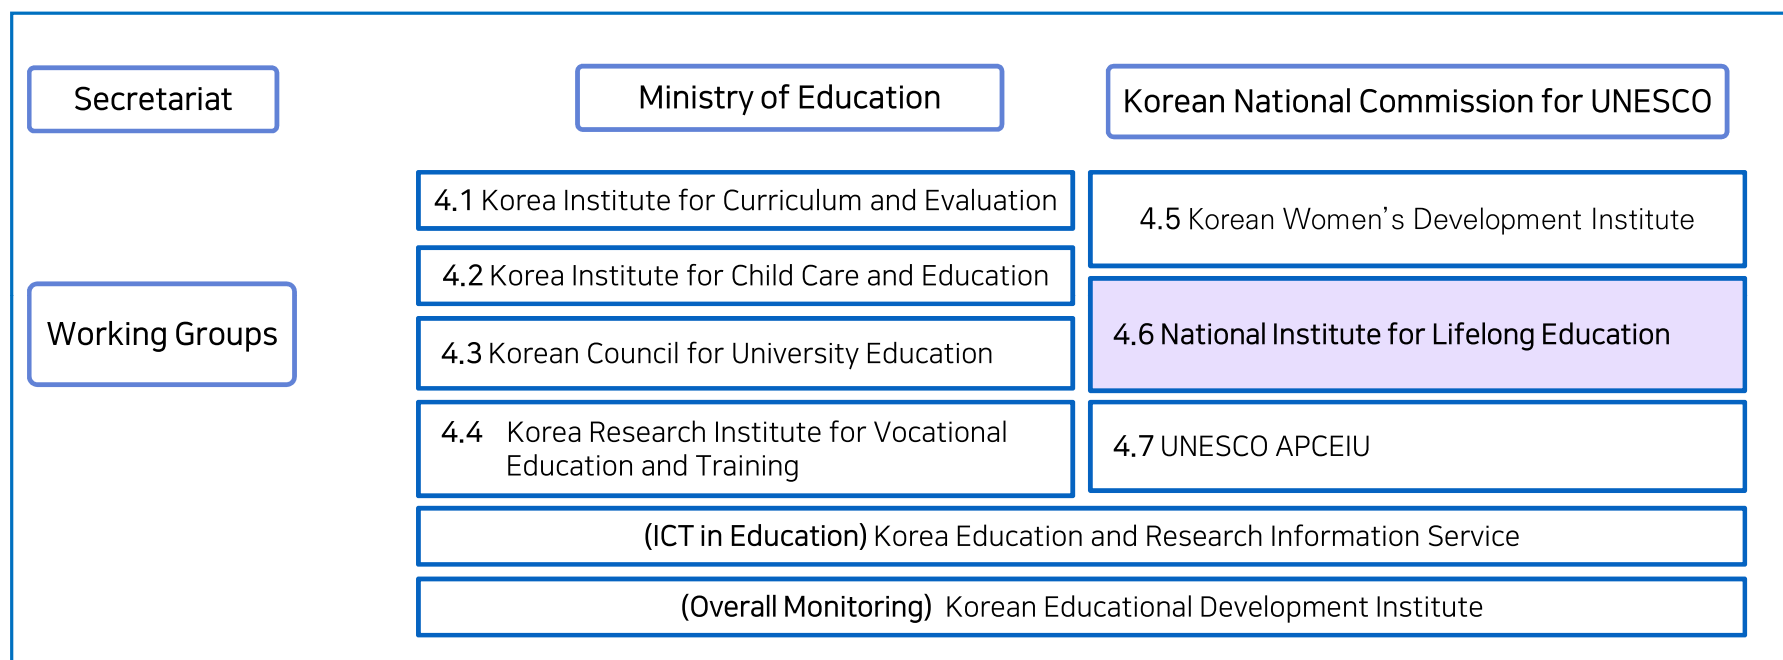 Secretariat
Ministry of Education
Korean National Commission for UNESCO
Working Groups
4.1 Korea Institute for Curriculum and Evaluation
4.2 Korea Institute for Child Care and Education
4.3 Korean Council for University Education
4.4 Korea Research Institute for Vocational
Education and Training
4.5 Korean Women’s Development Institute
4.6 National Institute for Lifelong Education
4.7 UNESCO APCEIU
(ICT in Education) Korea Education and Research Information Service
(Overall Monitoring) Korean Educational Development Institute